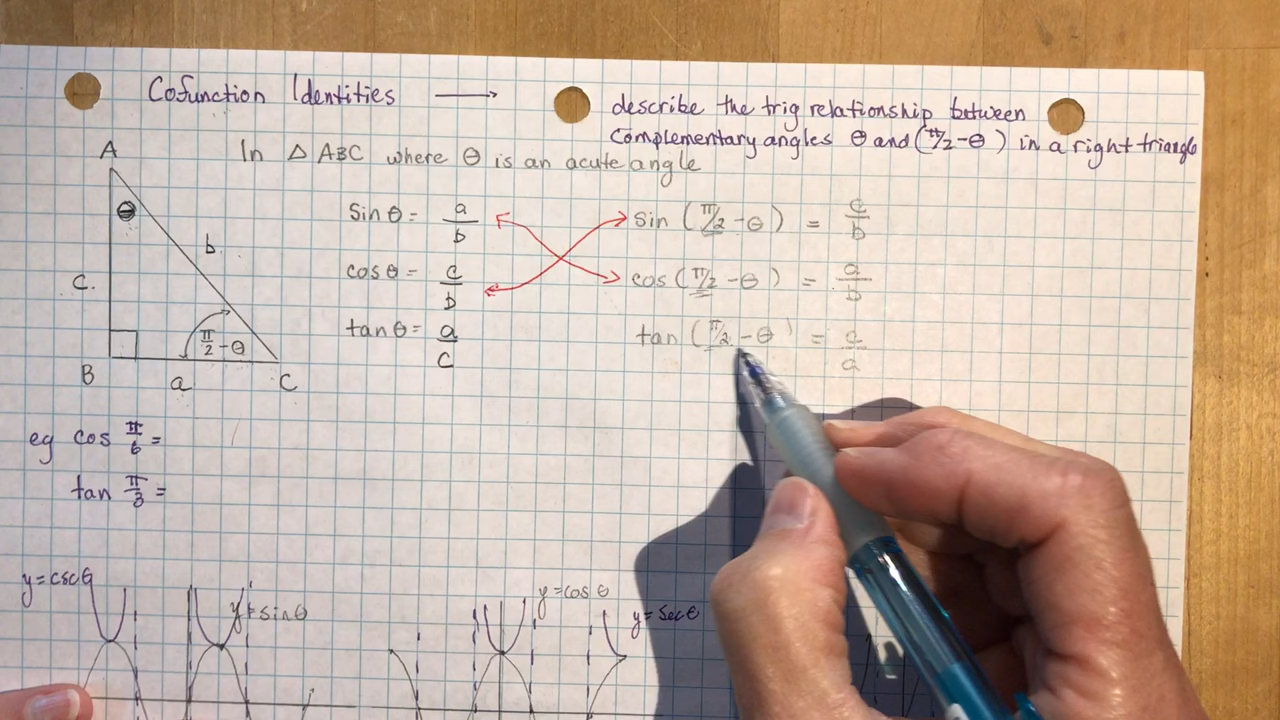 Cofunction Identities →
describe the trig relationship between
complementary angles θ and (π/2 - θ) in a right triangle
In △ ABC where θ is an acute angle
A
θ
b
c.
π/2 - θ
B
a
C
sin θ = a/b
sin (π/2 - θ) = c/b
cos θ = c/b
cos (π/2 - θ) = a/b
tan θ = a/c
tan (π/2 - θ) = c/a
eg cos π/6 =
tan π/3 =
y = csc θ
y = sin θ
y = cos θ
y = sec θ